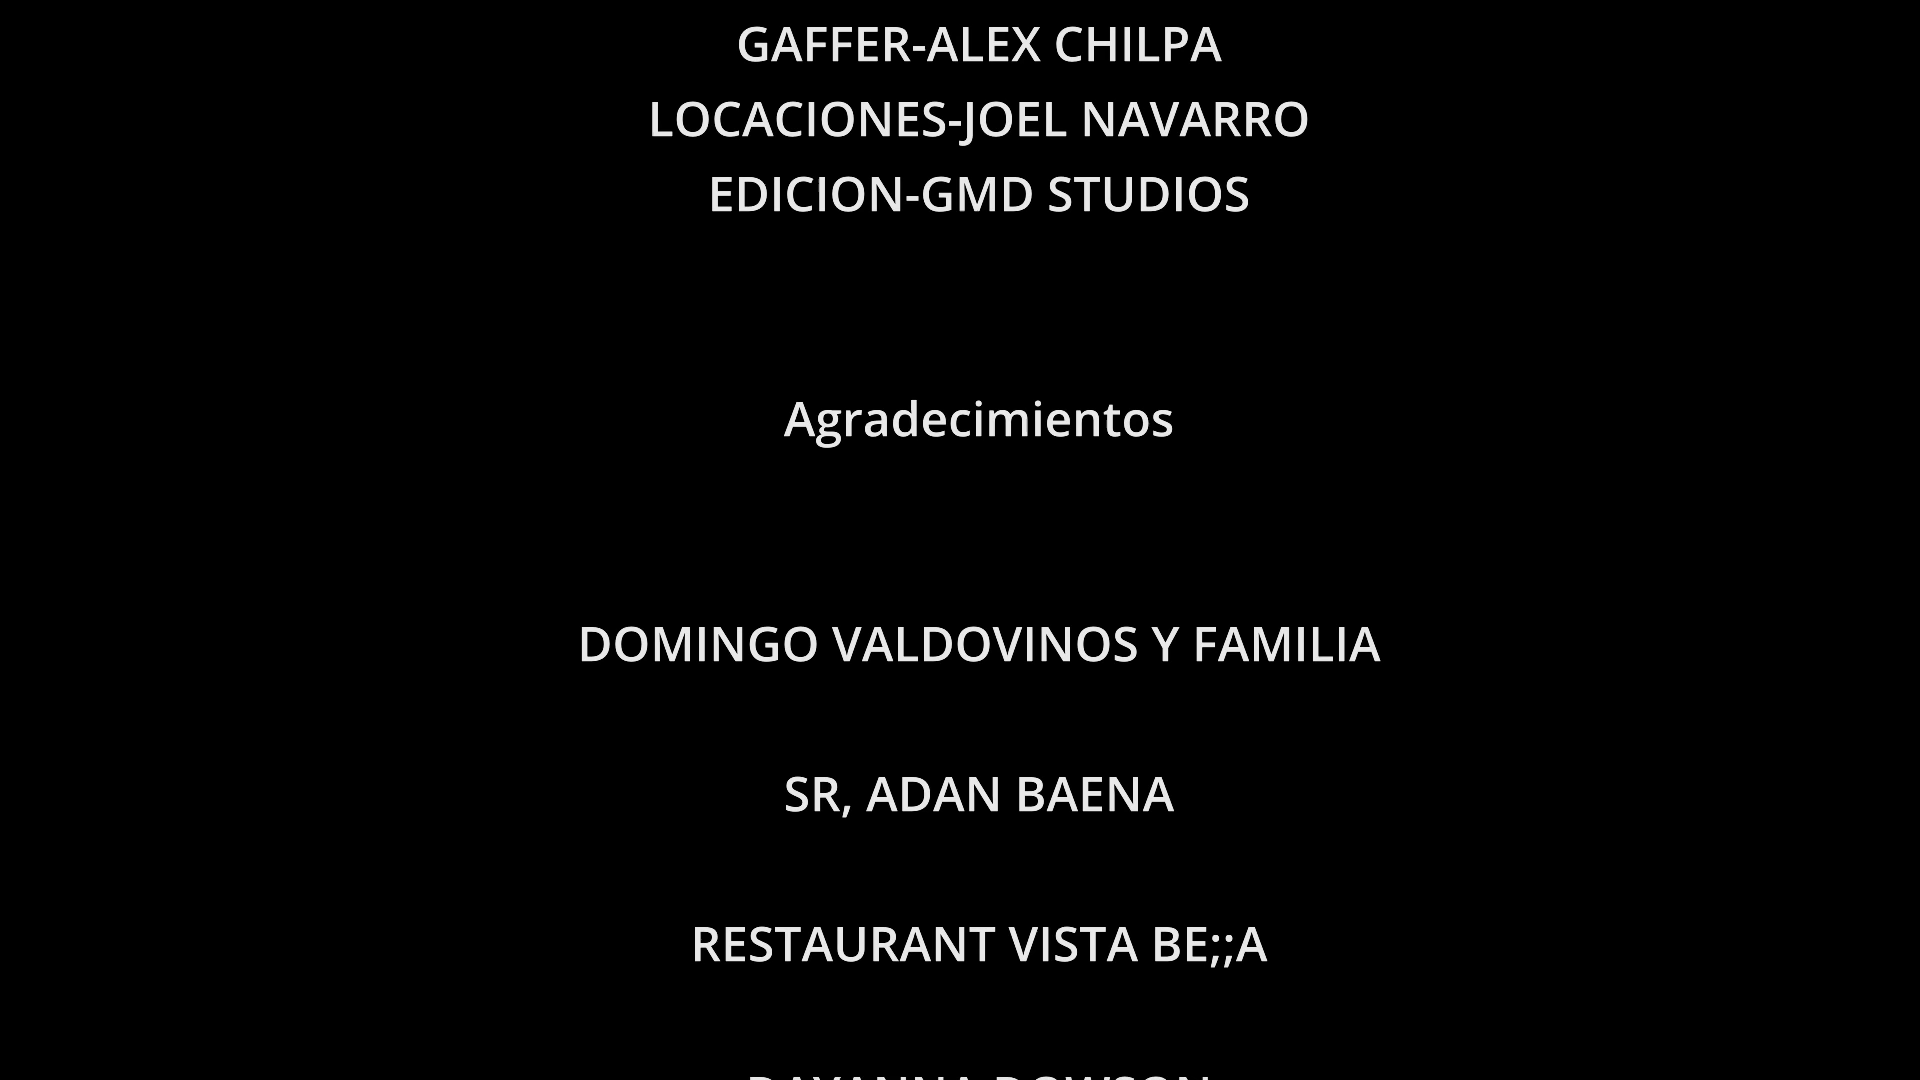 GAFFER-ALEX CHILPA
LOCACIONES-JOEL NAVARRO
EDICION-GMD STUDIOS
Agradecimientos
DOMINGO VALDOVINOS Y FAMILIA
SR, ADAN BAENA
RESTAURANT VISTA BE;;A